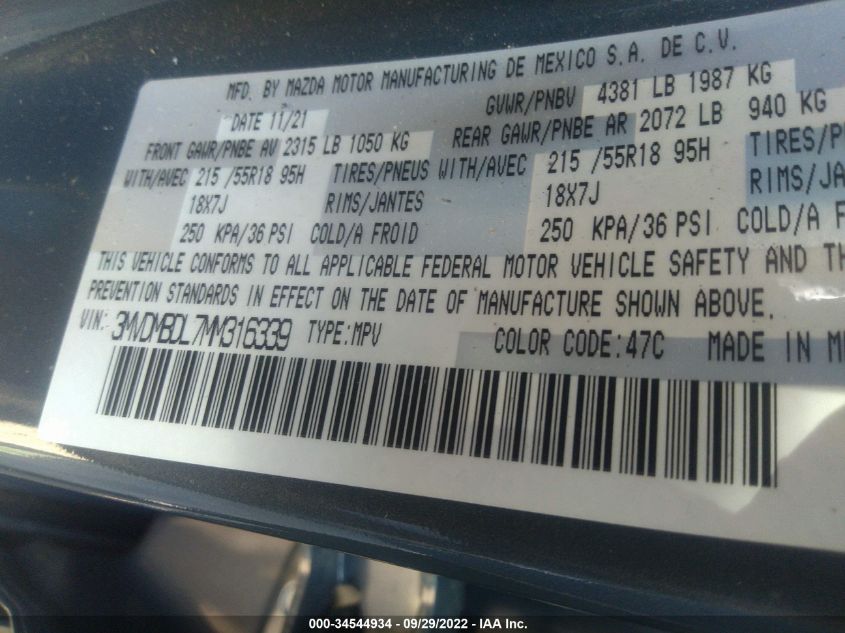 MFD. BY MAZDA MOTOR MANUFACTURING DE MEXICO S.A. DE C.V.
DATE 11/21 GVWR/PNBV 4381 LB 1987 KG
FRONT GAWR/PNBE AV 2315 LB 1050 KG REAR GAWR/PNBE AR 2072 LB 940 KG
WITH/AVEC 215 /55R18 95H TIRES/PNEUS WITH/AVEC 215 /55R18 95H TIRES/P
18X7J RIMS/JANTES 18X7J RIMS/JAN
250 KPA/36 PSI COLD/A FROID 250 KPA/36 PSI COLD/A F
THIS VEHICLE CONFORMS TO ALL APPLICABLE FEDERAL MOTOR VEHICLE SAFETY AND TH
PREVENTION STANDARDS IN EFFECT ON THE DATE OF MANUFACTURE SHOWN ABOVE.
VIN: 3MVDMBDL7MM316339 TYPE:MPV COLOR CODE:47C MADE IN M
000-34544934 - 09/29/2022 - IAA Inc.